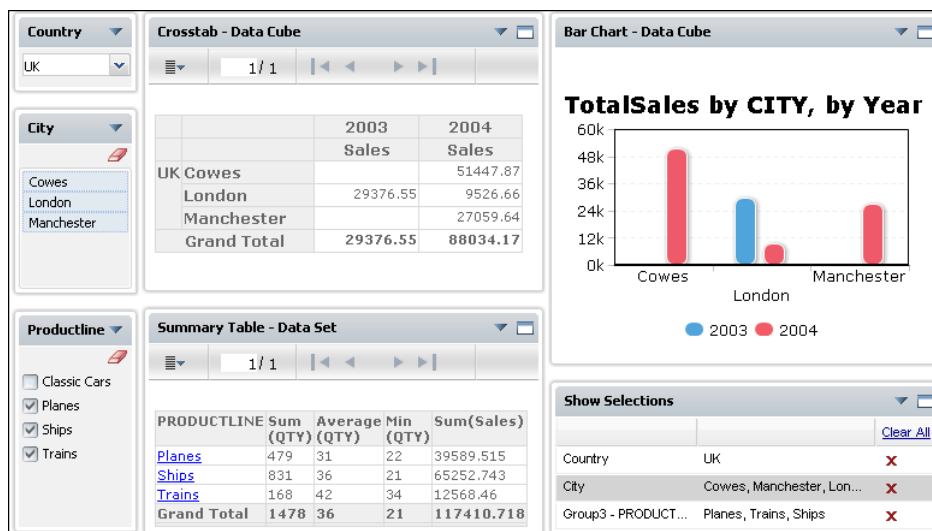 Country
UK
City
Cowes
London
Manchester
Productline
Classic Cars
Planes
Ships
Trains
Crosstab - Data Cube
1/ 1
2003 2004
Sales Sales
UK Cowes 51447.87
London 29376.55 9526.66
Manchester 27059.64
Grand Total 29376.55 88034.17
Summary Table - Data Set
1/ 1
PRODUCTLINE Sum (QTY) Average (QTY) Min (QTY) Sum(Sales)
Planes 479 31 22 39589.515
Ships 831 36 21 65252.743
Trains 168 42 34 12568.46
Grand Total 1478 36 21 117410.718
Bar Chart - Data Cube
TotalSales by CITY, by Year
60k
48k
36k
24k
12k
0k
Cowes London Manchester
2003 2004
Show Selections
Clear All
Country UK x
City Cowes, Manchester, Lon... x
Group3 - PRODUCT... Planes, Trains, Ships x